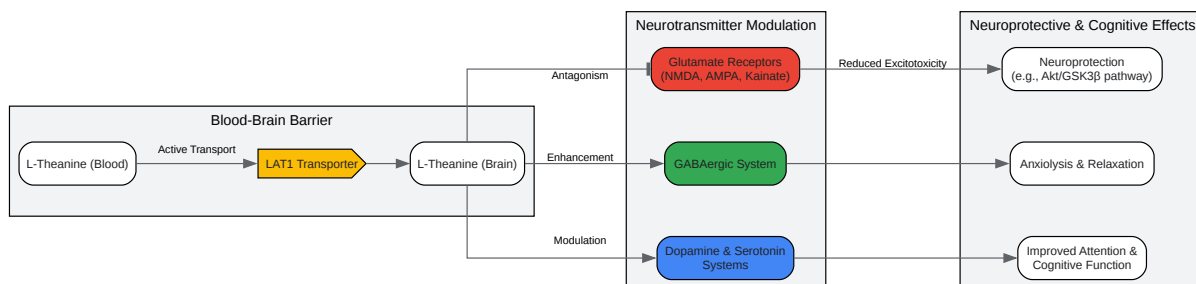 Neurotransmitter Modulation
Neuroprotective & Cognitive Effects
Glutamate Receptors
(NMDA, AMPA, Kainate)
Reduced Excitotoxicity
Neuroprotection
(e.g., Akt/GSK3β pathway)
Antagonism
Blood-Brain Barrier
L-Theanine (Blood)
Active Transport
LAT1 Transporter
L-Theanine (Brain)
Enhancement
GABAergic System
Anxiolysis & Relaxation
Modulation
Dopamine & Serotonin
Systems
Improved Attention &
Cognitive Function